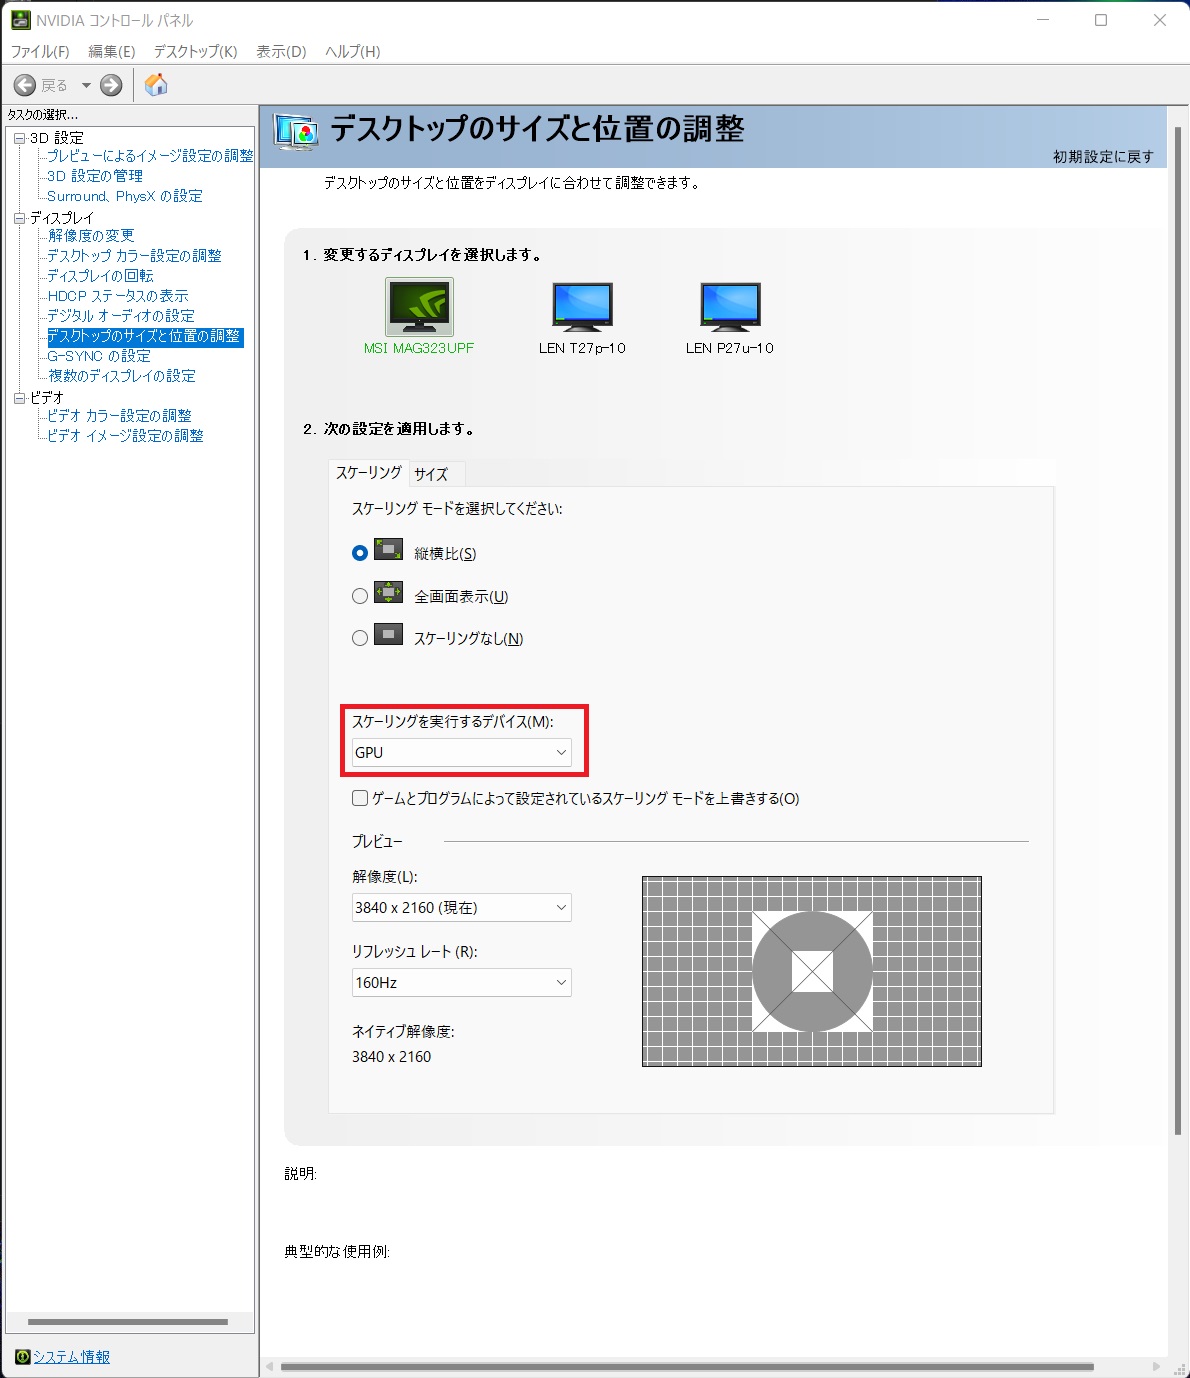 NVIDIA コントロール パネル
ファイル(F) 編集(E) デスクトップ(K) 表示(D) ヘルプ(H)
戻る
タスクの選択...
3D 設定
プレビューによるイメージ設定の調整
3D 設定の管理
Surround、PhysX の設定
ディスプレイ
解像度の変更
デスクトップ カラー設定の調整
ディスプレイの回転
HDCP ステータスの表示
デジタル オーディオの設定
デスクトップのサイズと位置の調整
G-SYNC の設定
複数のディスプレイの設定
ビデオ
ビデオ カラー設定の調整
ビデオ イメージ設定の調整
システム情報
デスクトップのサイズと位置の調整
初期設定に戻す
デスクトップのサイズと位置をディスプレイに合わせて調整できます。
1. 変更するディスプレイを選択します。
MSI MAG323UPF LEN T27p-10 LEN P27u-10
2. 次の設定を適用します。
スケーリング サイズ
スケーリング モードを選択してください:
縦横比(S)
全画面表示(U)
スケーリングなし(N)
スケーリングを実行するデバイス(M):
GPU
ゲームとプログラムによって設定されているスケーリング モードを上書きする(O)
プレビュー
解像度(L):
3840 x 2160 (現在)
リフレッシュ レート (R):
160Hz
ネイティブ解像度:
3840 x 2160
説明:
典型的な使用例: